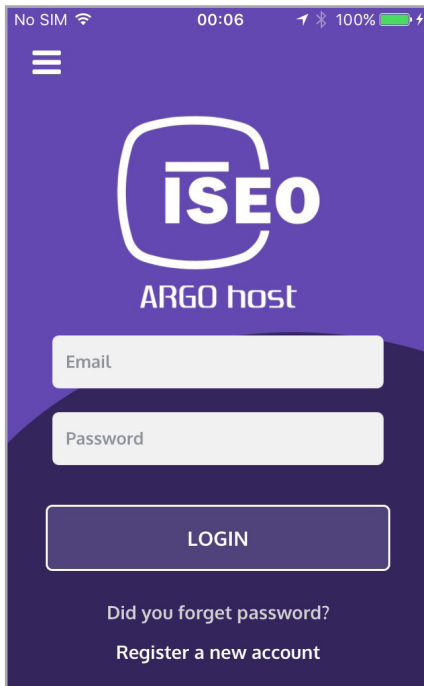 No SIM 00:06 100%
ISEO
ARGO host
Email
Password
LOGIN
Did you forget password?
Register a new account